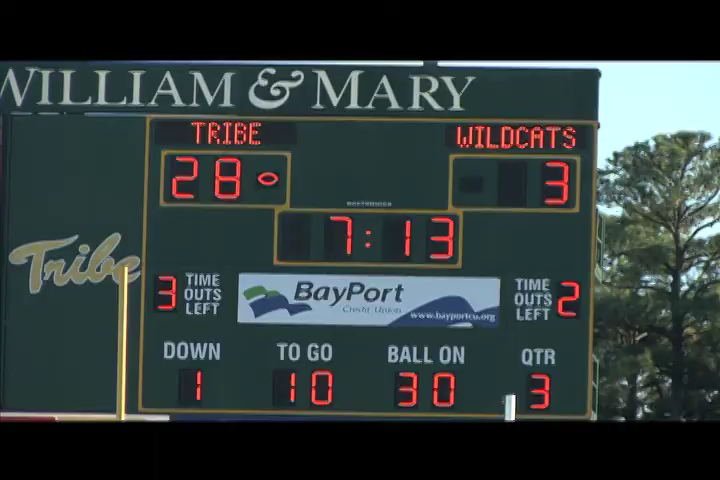 WILLIAM & MARY
TRIBE WILDCATS
28 3
DAKTRONICS
7:13
Tribe
3 TIME OUTS LEFT
BayPort
Credit Union
www.bayportcu.org
TIME OUTS LEFT 2
DOWN TO GO BALL ON QTR
1 10 30 3